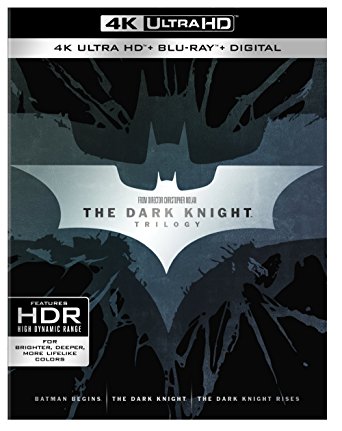 4K ULTRA HD
4K ULTRA HD™ + BLU-RAY™ + DIGITAL
FROM DIRECTOR CHRISTOPHER NOLAN
THE DARK KNIGHT™
TRILOGY
FEATURES
HDR
HIGH DYNAMIC RANGE
FOR
BRIGHTER, DEEPER,
MORE LIFELIKE
COLORS
BATMAN BEGINS THE DARK KNIGHT THE DARK KNIGHT RISES